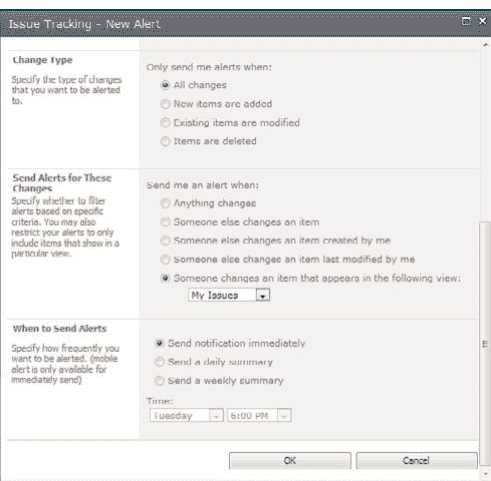 Issue Tracking - New Alert
Change Type
Specify the type of changes
that you want to be alerted
to.
Only send me alerts when:
All changes
New items are added
Existing items are modified
Items are deleted
Send Alerts for These
Changes
Specify whether to filter
alerts based on specific
criteria. You may also
restrict your alerts to only
include items that show in a
particular view.
Send me an alert when:
Anything changes
Someone else changes an item
Someone else changes an item created by me
Someone else changes an item last modified by me
Someone changes an item that appears in the following view:
My Issues
When to Send Alerts
Specify how frequently you
want to be alerted. (mobile
alert is only available for
immediately send)
Send notification immediately
Send a daily summary
Send a weekly summary
Time:
Tuesday 6:00 PM
OK Cancel